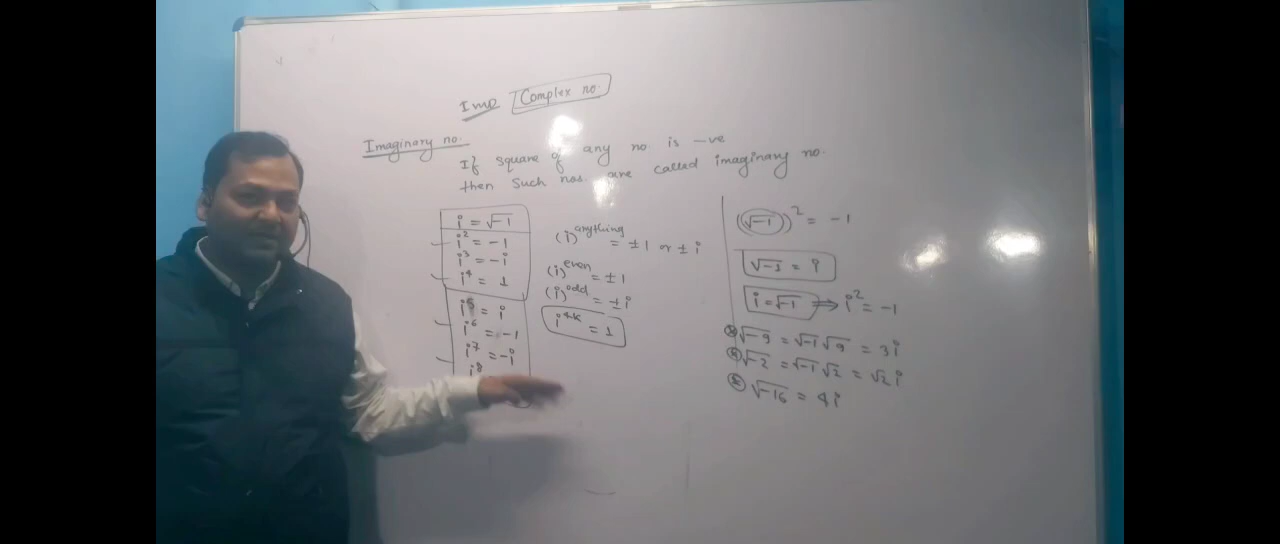 Imp Complex no.
Imaginary no.
If square of any no. is -ve
then such nos. are called imaginary no.
i = √-1
i² = -1
i³ = -i
i⁴ = 1
i⁵ = i
i⁶ = -1
i⁷ = -i
i⁸
(i)^anything = ±1 or ±i
(i)^even = ±1
(i)^odd = ±i
i^4k = 1
(√-1)² = -1
√-1 = i
i = √-1 ⟹ i² = -1
√-9 = √-1 √9 = 3i
√-2 = √-1 √2 = √2 i
√-16 = 4i